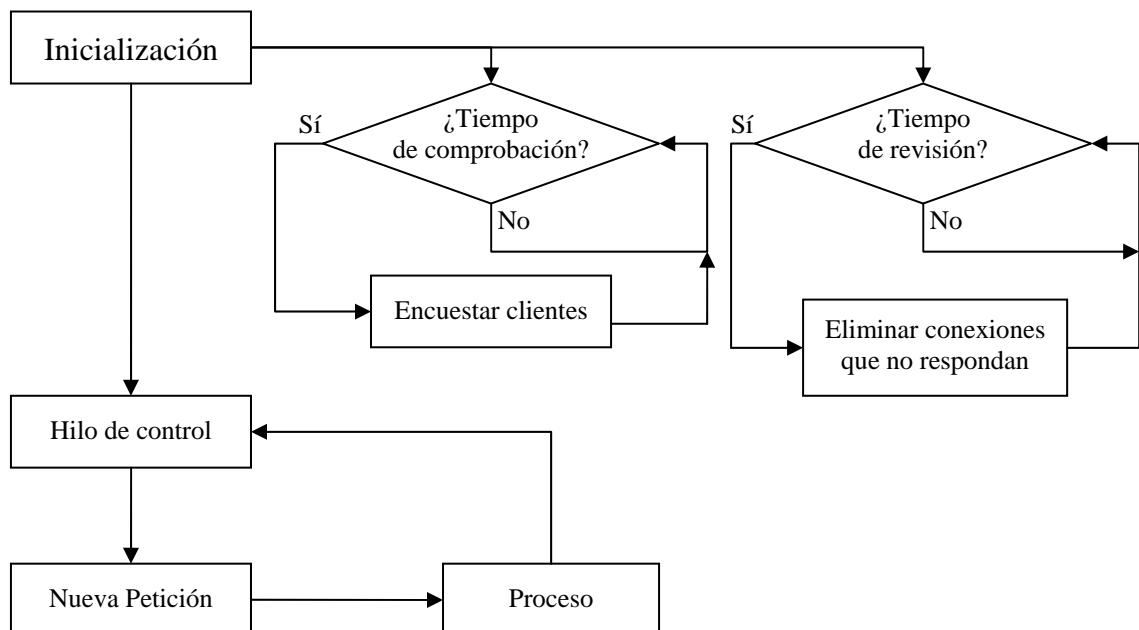 Inicialización
Sí
¿Tiempo
de comprobación?
No
Sí
¿Tiempo
de revisión?
No
Encuestar clientes
Eliminar conexiones
que no respondan
Hilo de control
Nueva Petición
Proceso